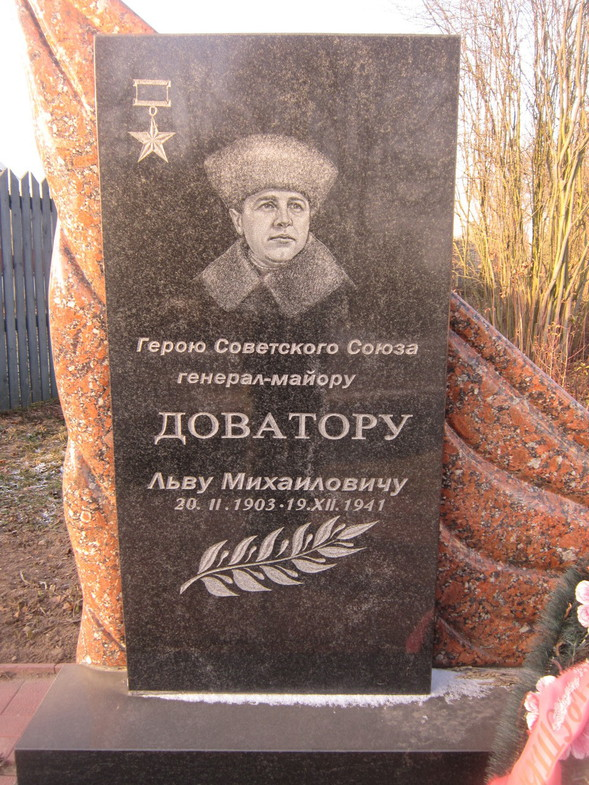 Герою Советского Союза
генерал-майору
ДОВАТОРУ
Льву Михаиловичу
20. II .1903 - 19.XII. 1941